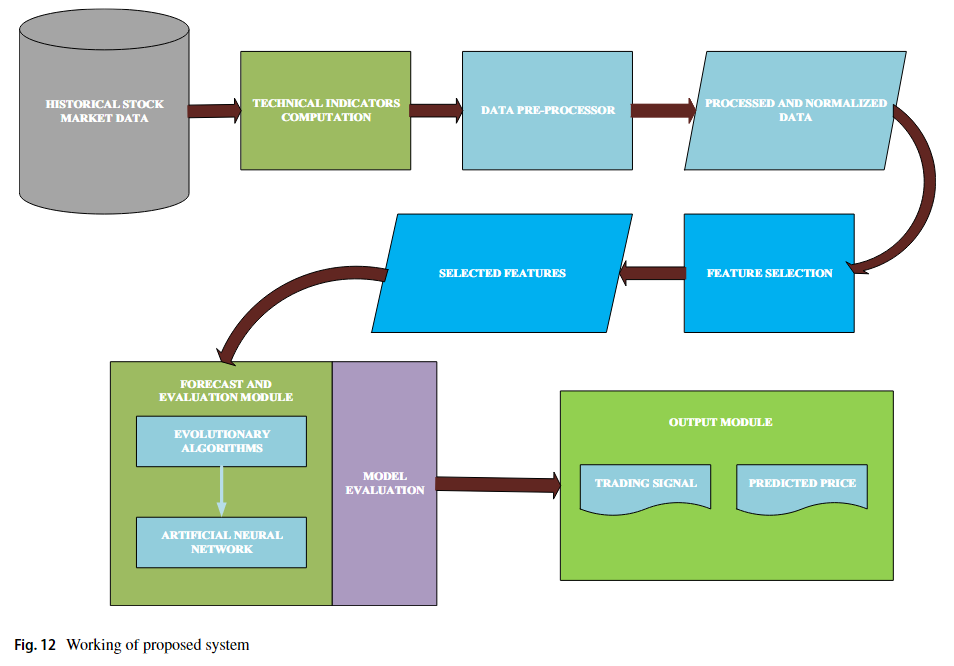 HISTORICAL STOCK
MARKET DATA
TECHNICAL INDICATORS
COMPUTATION
DATA PRE-PROCESSOR
PROCESSED AND NORMALIZED
DATA
SELECTED FEATURES
FEATURE SELECTION
FORECAST AND
EVALUATION MODULE
EVOLUTIONARY
ALGORITHMS
ARTIFICIAL NEURAL
NETWORK
MODEL
EVALUATION
OUTPUT MODULE
TRADING SIGNAL
PREDICTED PRICE
Fig. 12 Working of proposed system